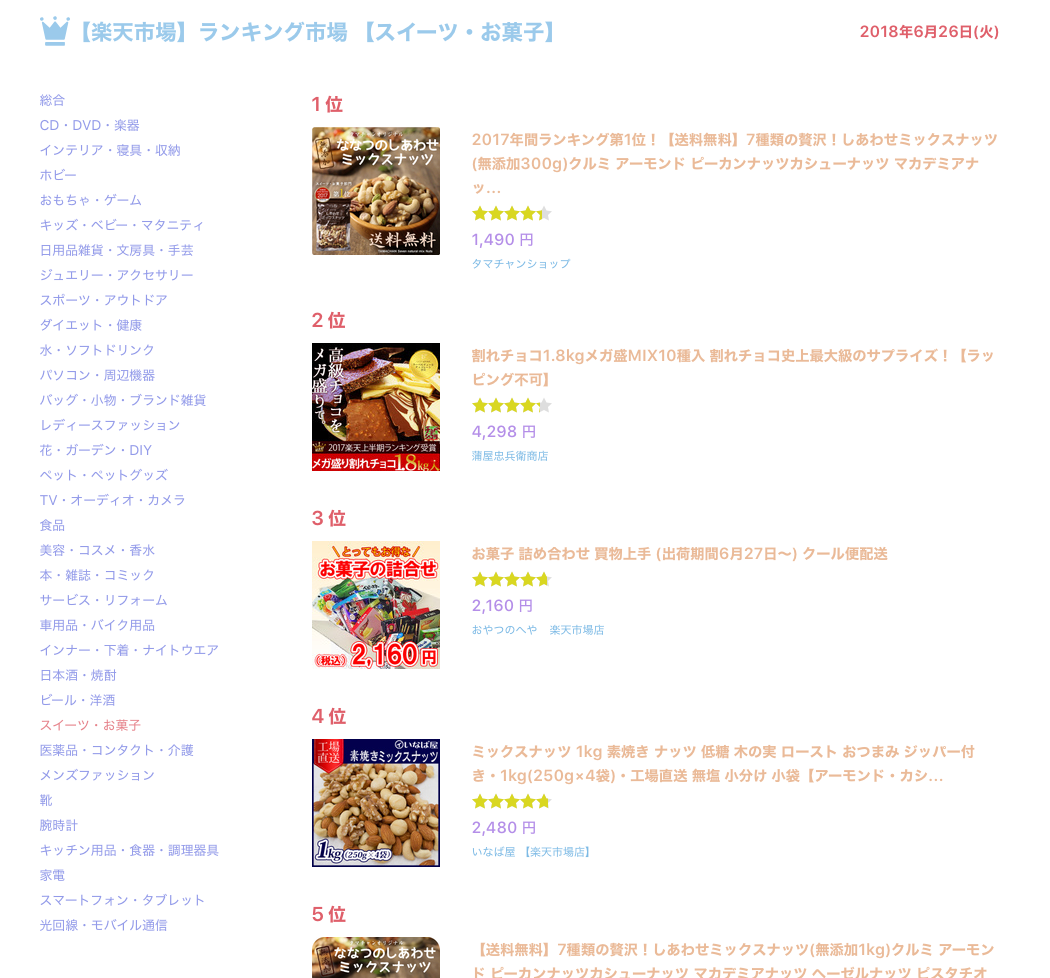 【楽天市場】ランキング市場 【スイーツ・お菓子】
2018年6月26日(火)
総合
CD・DVD・楽器
インテリア・寝具・収納
ホビー
おもちゃ・ゲーム
キッズ・ベビー・マタニティ
日用品雑貨・文房具・手芸
ジュエリー・アクセサリー
スポーツ・アウトドア
ダイエット・健康
水・ソフトドリンク
パソコン・周辺機器
バッグ・小物・ブランド雑貨
レディースファッション
花・ガーデン・DIY
ペット・ペットグッズ
TV・オーディオ・カメラ
食品
美容・コスメ・香水
本・雑誌・コミック
サービス・リフォーム
車用品・バイク用品
インナー・下着・ナイトウエア
日本酒・焼酎
ビール・洋酒
スイーツ・お菓子
医薬品・コンタクト・介護
メンズファッション
靴
腕時計
キッチン用品・食器・調理器具
家電
スマートフォン・タブレット
光回線・モバイル通信
1 位
ななつのしあわせ
ミックスナッツ
送料無料
2017年間ランキング第1位！【送料無料】7種類の贅沢！しあわせミックスナッツ
(無添加300g)クルミ アーモンド ピーカンナッツカシューナッツ マカデミアナ
ッ...
1,490 円
タマチャンショップ
2 位
高級チョコを
メガ盛りで。
2017楽天上半期ランキング受賞
メガ盛り割れチョコ1.8kg入
割れチョコ1.8kgメガ盛MIX10種入 割れチョコ史上最大級のサプライズ！【ラッ
ピング不可】
4,298 円
蒲屋忠兵衛商店
3 位
とってもお得な
お菓子の詰合せ
(税込) 2,160円
お菓子 詰め合わせ 買物上手 (出荷期間6月27日〜) クール便配送
2,160 円
おやつのへや　楽天市場店
4 位
工場
直送
いなば屋
素焼きミックスナッツ
1kg (250g×4袋)
ミックスナッツ 1kg 素焼き ナッツ 低糖 木の実 ロースト おつまみ ジッパー付
き・1kg(250g×4袋)・工場直送 無塩 小分け 小袋【アーモンド・カシ...
2,480 円
いなば屋 【楽天市場店】
5 位
ななつのしあわせ
ミックスナッツ
【送料無料】7種類の贅沢！しあわせミックスナッツ(無添加1kg)クルミ アーモン
ド ピーカンナッツカシューナッツ マカデミアナッツ ヘーゼルナッツ ピスタチオ